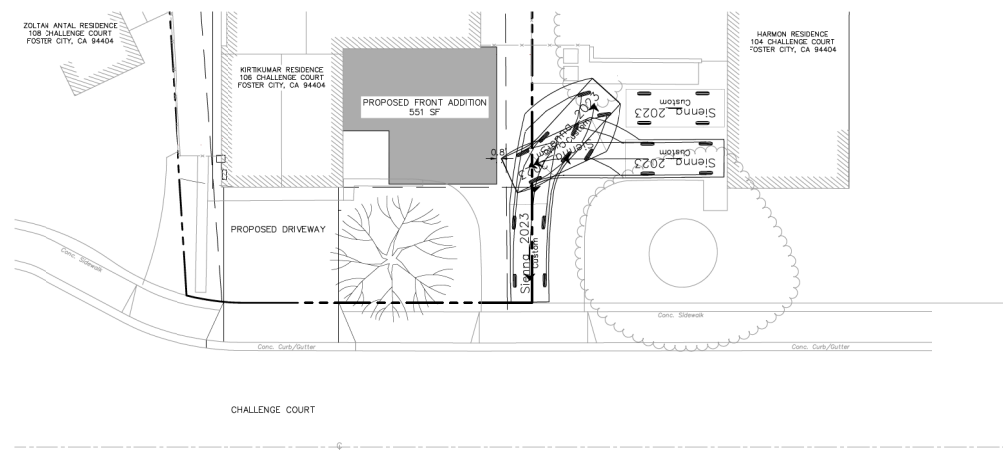 ZOLTAN ANTAL RESIDENCE
108 CHALLENGE COURT
FOSTER CITY, CA 94404
KIRTIKUMAR RESIDENCE
106 CHALLENGE COURT
FOSTER CITY, CA 94404
PROPOSED FRONT ADDITION
551 SF
HARMON RESIDENCE
104 CHALLENGE COURT
FOSTER CITY, CA 94404
Sienna 2023
Custom
Sienna 2023
Custom
0.8'
Sienna 2023
Custom
Sienna 2023
Custom
PROPOSED DRIVEWAY
Conc. Sidewalk
Conc. Sidewalk
Conc. Curb/Gutter
Conc. Curb/Gutter
CHALLENGE COURT